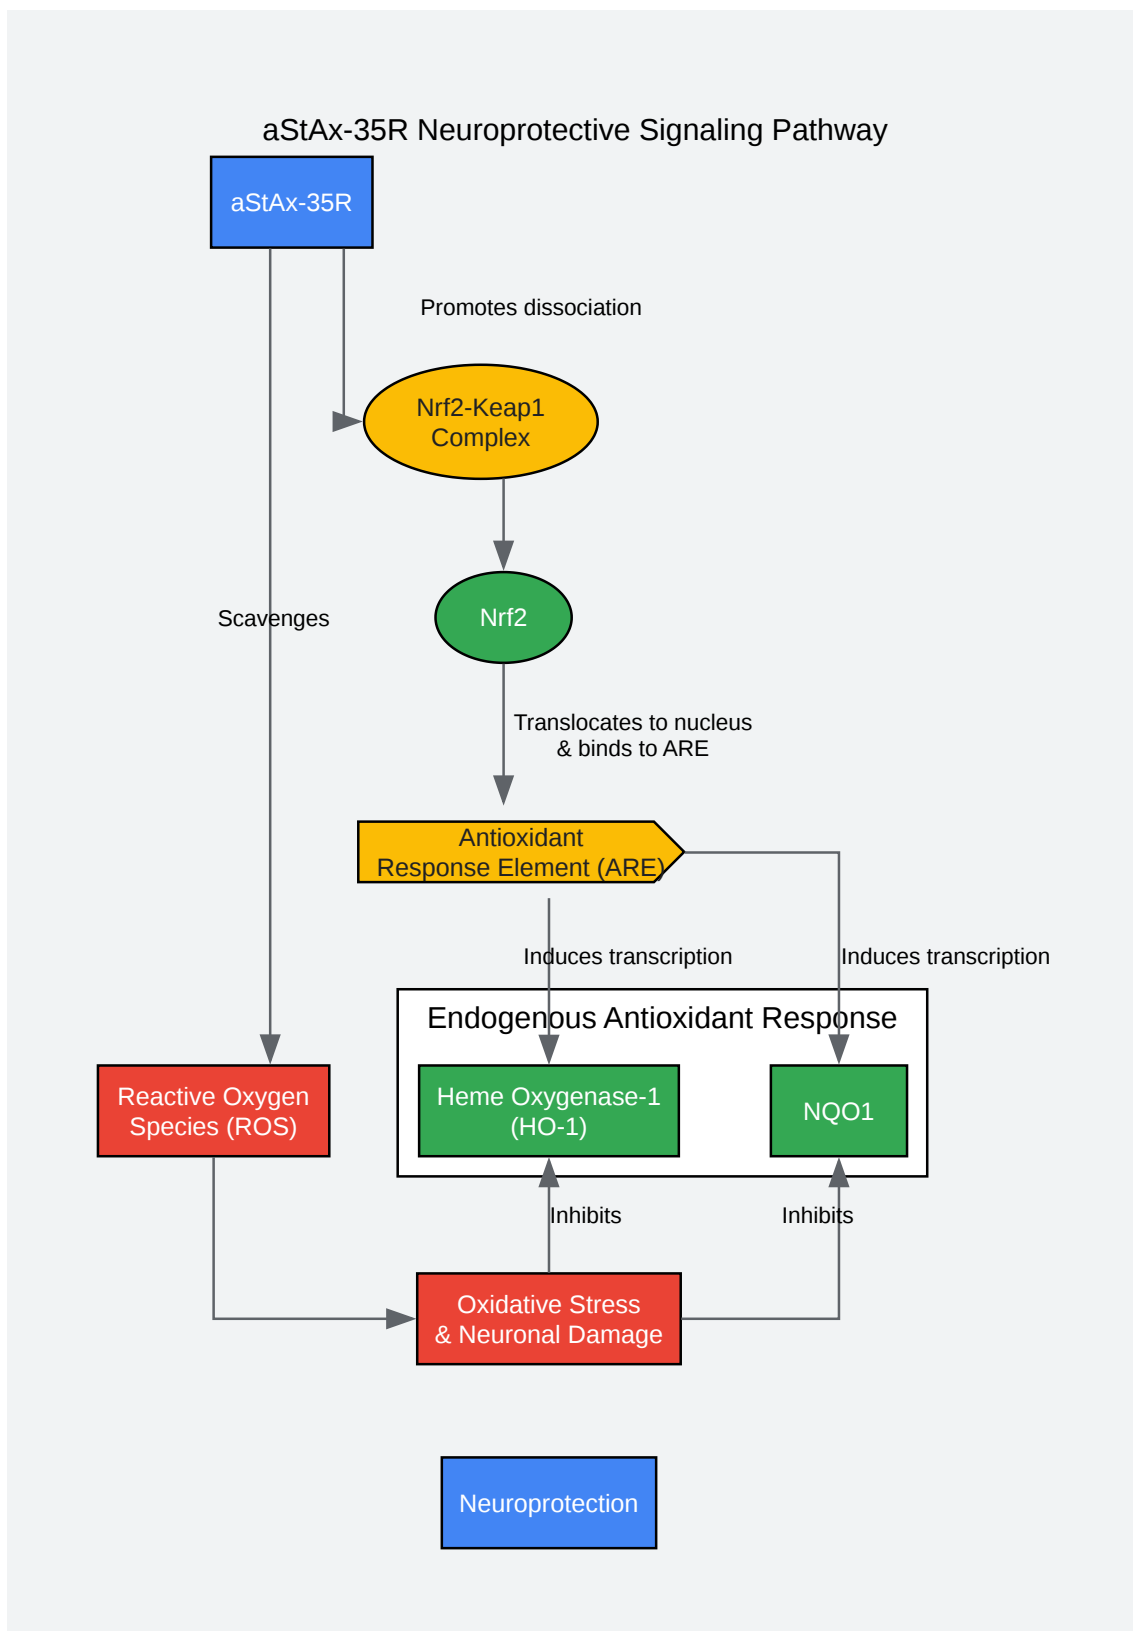 aStAx-35R Neuroprotective Signaling Pathway
aStAx-35R
Promotes dissociation
Nrf2-Keap1
Complex
Scavenges
Nrf2
Translocates to nucleus
& binds to ARE
Antioxidant
Response Element (ARE)
Induces transcription
Induces transcription
Endogenous Antioxidant Response
Reactive Oxygen
Species (ROS)
Heme Oxygenase-1
(HO-1)
NQO1
Inhibits
Inhibits
Oxidative Stress
& Neuronal Damage
Neuroprotection